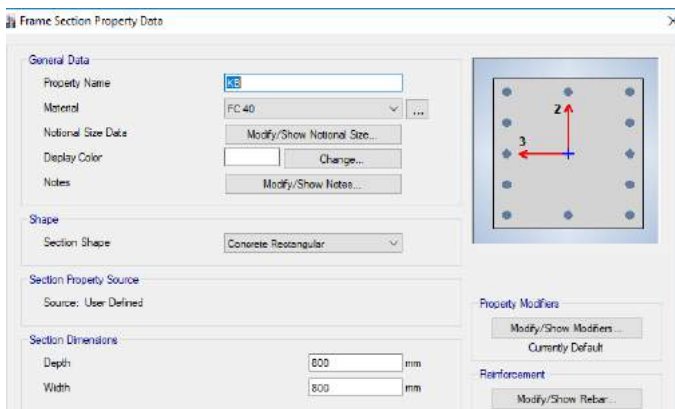 Frame Section Property Data
General Data
Property Name KB
Material FC 40 ...
Notional Size Data Modify/Show Notional Size...
Display Color Change...
Notes Modify/Show Notes...
Shape
Section Shape Concrete Rectangular
Section Property Source
Source: User Defined
Section Dimensions
Depth 800 mm
Width 800 mm
2
3
Property Modifiers
Modify/Show Modifiers...
Currently Default
Reinforcement
Modify/Show Rebar...